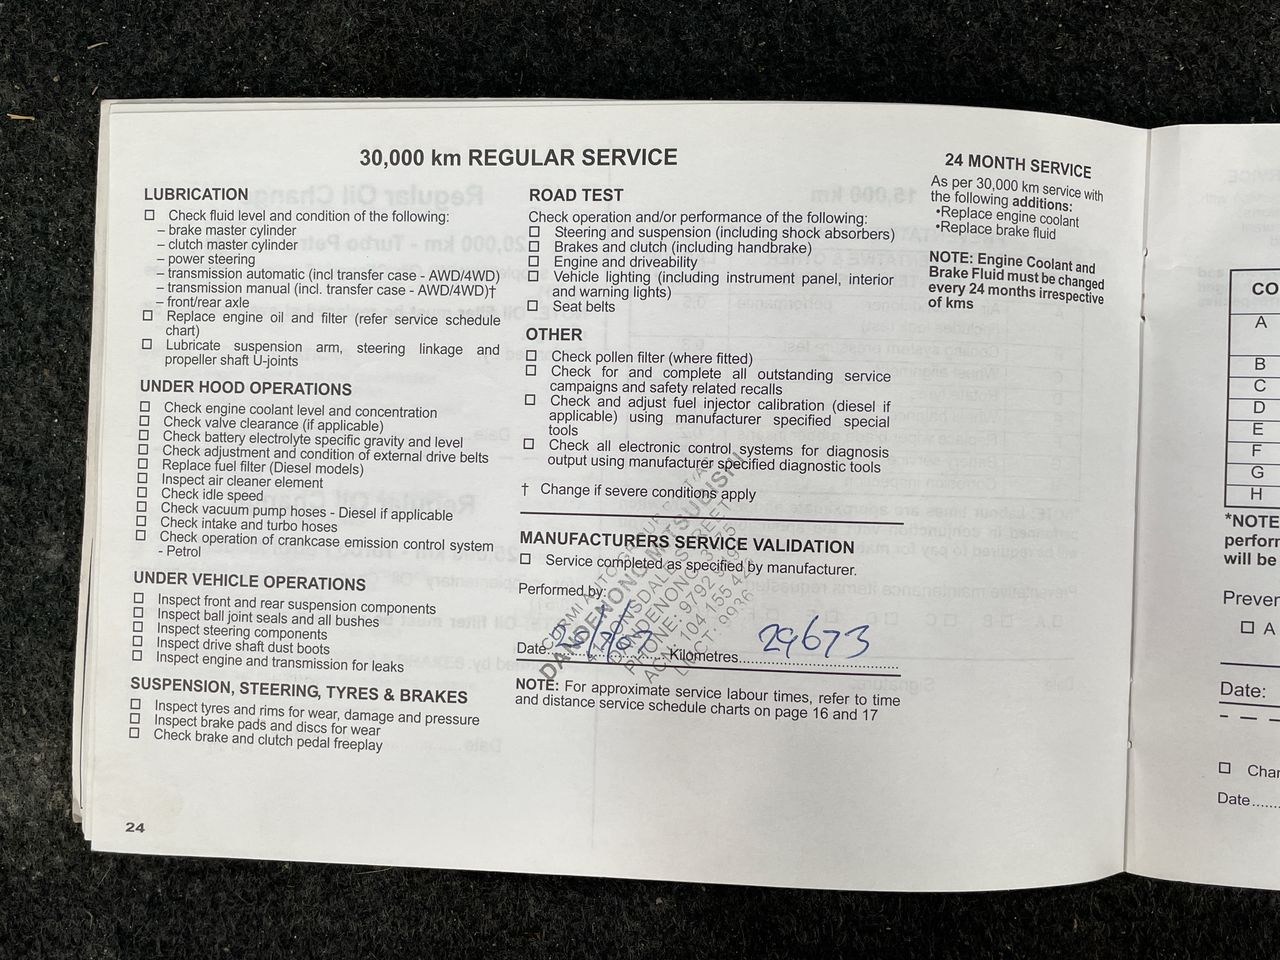 30,000 km REGULAR SERVICE
LUBRICATION
Check fluid level and condition of the following:
– brake master cylinder
– clutch master cylinder
– power steering
– transmission automatic (incl transfer case - AWD/4WD)
– transmission manual (incl. transfer case - AWD/4WD)†
– front/rear axle
Replace engine oil and filter (refer service schedule
chart)
Lubricate suspension arm, steering linkage and
propeller shaft U-joints
UNDER HOOD OPERATIONS
Check engine coolant level and concentration
Check valve clearance (if applicable)
Check battery electrolyte specific gravity and level
Check adjustment and condition of external drive belts
Replace fuel filter (Diesel models)
Inspect air cleaner element
Check idle speed
Check vacuum pump hoses - Diesel if applicable
Check intake and turbo hoses
Check operation of crankcase emission control system
- Petrol
UNDER VEHICLE OPERATIONS
Inspect front and rear suspension components
Inspect ball joint seals and all bushes
Inspect steering components
Inspect drive shaft dust boots
Inspect engine and transmission for leaks
SUSPENSION, STEERING, TYRES & BRAKES
Inspect tyres and rims for wear, damage and pressure
Inspect brake pads and discs for wear
Check brake and clutch pedal freeplay
24
ROAD TEST
Check operation and/or performance of the following:
Steering and suspension (including shock absorbers)
Brakes and clutch (including handbrake)
Engine and driveability
Vehicle lighting (including instrument panel, interior
and warning lights)
Seat belts
OTHER
Check pollen filter (where fitted)
Check for and complete all outstanding service
campaigns and safety related recalls
Check and adjust fuel injector calibration (diesel if
applicable) using manufacturer specified special
tools
Check all electronic control systems for diagnosis
output using manufacturer specified diagnostic tools
† Change if severe conditions apply
MANUFACTURERS SERVICE VALIDATION
Service completed as specified by manufacturer.
Performed by:
Date Kilometres 29673
DANDENONG MITSUBISHI
LONSDALE STREET
DANDENONG 3175
PHONE: 9792
ACN: 104 155
LMCT: 9936
NOTE: For approximate service labour times, refer to time
and distance service schedule charts on page 16 and 17
24 MONTH SERVICE
As per 30,000 km service with
the following additions:
•Replace engine coolant
•Replace brake fluid
NOTE: Engine Coolant and
Brake Fluid must be changed
every 24 months irrespective
of kms
CO
A
B
C
D
E
F
G
H
*NOTE
perfor
will be
Preven
A
Date:
Char
Date